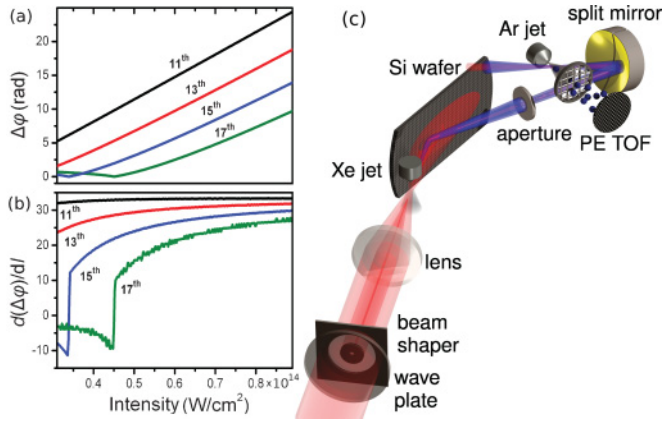 (a)
25
20
15
10
5
0
Δφ(rad)
11th
13th
15th
17th
(b)
30
20
10
0
-10
d(Δφ)/dI
11th
13th
15th
17th
0.4 0.5 0.6 0.7 0.8×10^14
Intensity (W/cm²)
(c)
split mirror
Ar jet
Si wafer
aperture
PE TOF
Xe jet
lens
beam
shaper
wave
plate